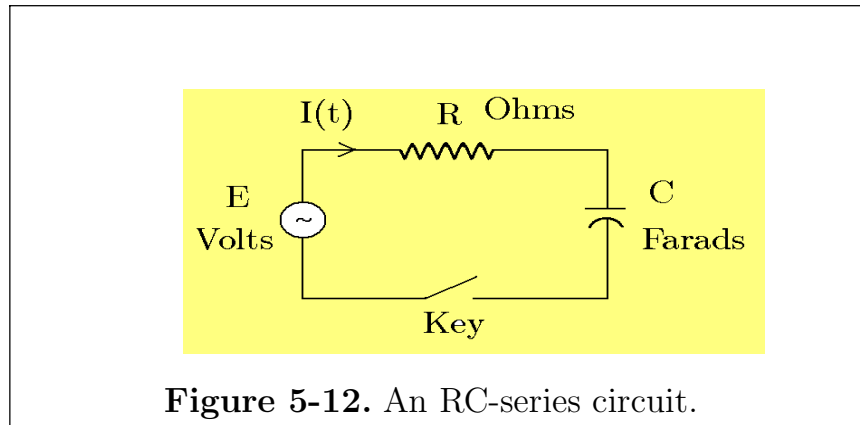 I(t) R Ohms
E
Volts
~
C
Farads
Key
Figure 5-12. An RC-series circuit.